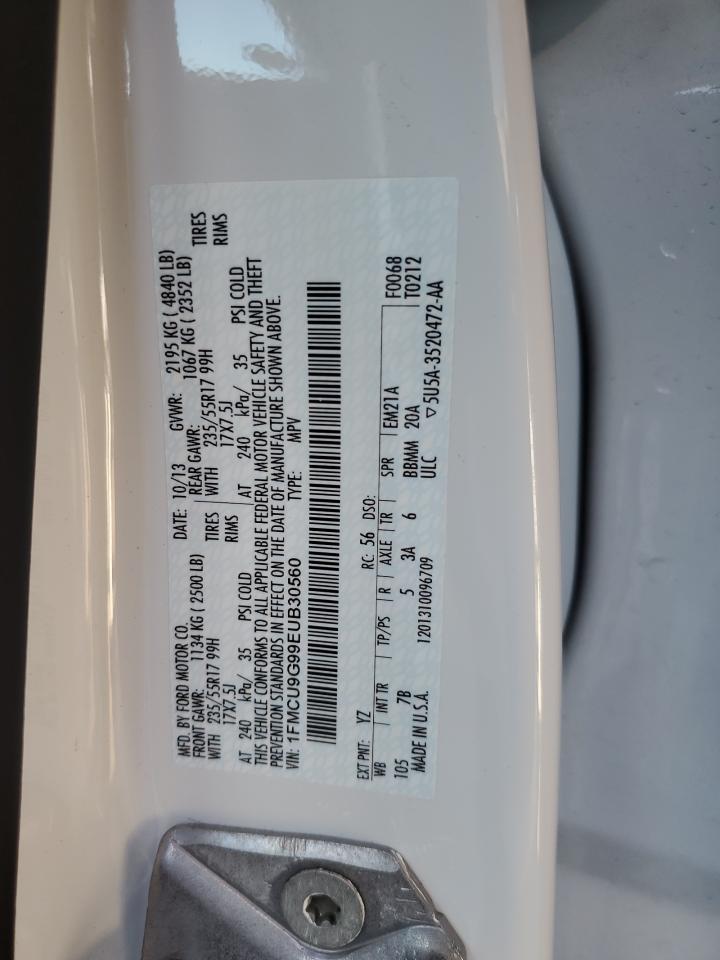 MFD. BY FORD MOTOR CO.
DATE: 10/13 GVWR: 2195 KG ( 4840 LB)
FRONT GAWR: 1134 KG ( 2500 LB)
REAR GAWR: 1067 KG ( 2352 LB)
WITH 235/55R17 99H TIRES
WITH 235/55R17 99H TIRES
17X7.5J RIMS
17X7.5J RIMS
AT 240 kPa/ 35 PSI COLD
AT 240 kPa/ 35 PSI COLD
THIS VEHICLE CONFORMS TO ALL APPLICABLE FEDERAL MOTOR VEHICLE SAFETY AND THEFT
PREVENTION STANDARDS IN EFFECT ON THE DATE OF MANUFACTURE SHOWN ABOVE.
VIN: 1FMCU9G99EUB30560 TYPE: MPV
EXT PNT: YZ RC: 56 DSO: F0068
WB INT TR TP/PS R AXLE TR SPR EM21A T0212
105 7B 5 3A 6 BBMM 20A
MADE IN U.S.A. 1201310096709 ULC ▽5U5A-3520472-AA